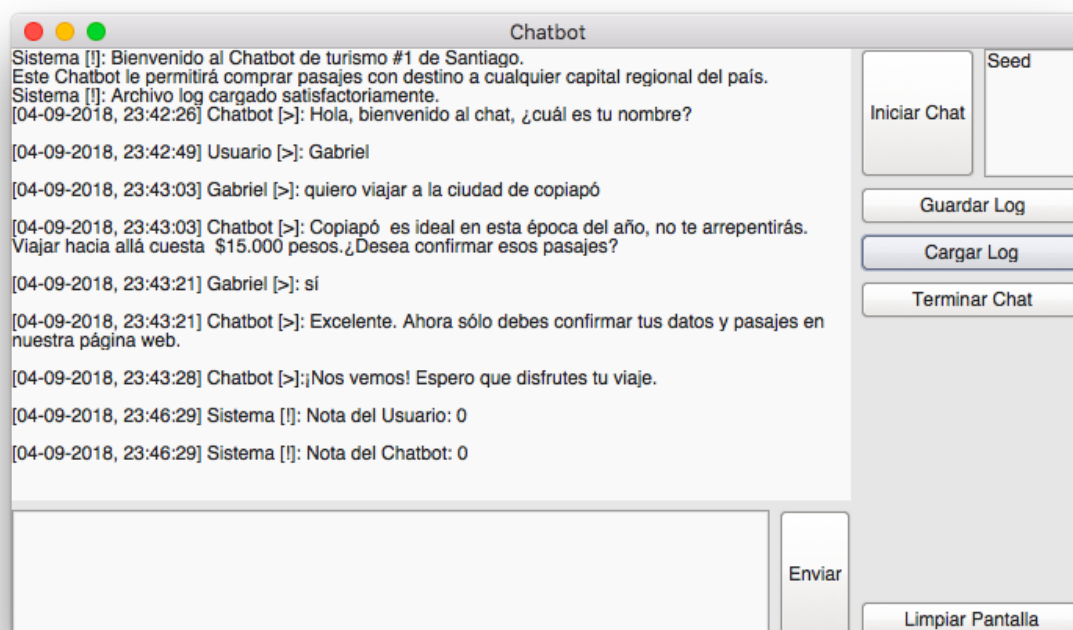 Chatbot
Sistema [!]: Bienvenido al Chatbot de turismo #1 de Santiago.
Este Chatbot le permitirá comprar pasajes con destino a cualquier capital regional del país.
Sistema [!]: Archivo log cargado satisfactoriamente.
[04-09-2018, 23:42:26] Chatbot [>]: Hola, bienvenido al chat, ¿cuál es tu nombre?
[04-09-2018, 23:42:49] Usuario [>]: Gabriel
[04-09-2018, 23:43:03] Gabriel [>]: quiero viajar a la ciudad de copiapó
[04-09-2018, 23:43:03] Chatbot [>]: Copiapó  es ideal en esta época del año, no te arrepentirás.
Viajar hacia allá cuesta  $15.000 pesos.¿Desea confirmar esos pasajes?
[04-09-2018, 23:43:21] Gabriel [>]: sí
[04-09-2018, 23:43:21] Chatbot [>]: Excelente. Ahora sólo debes confirmar tus datos y pasajes en
nuestra página web.
[04-09-2018, 23:43:28] Chatbot [>]:¡Nos vemos! Espero que disfrutes tu viaje.
[04-09-2018, 23:46:29] Sistema [!]: Nota del Usuario: 0
[04-09-2018, 23:46:29] Sistema [!]: Nota del Chatbot: 0
Iniciar Chat
Seed
Guardar Log
Cargar Log
Terminar Chat
Enviar
Limpiar Pantalla